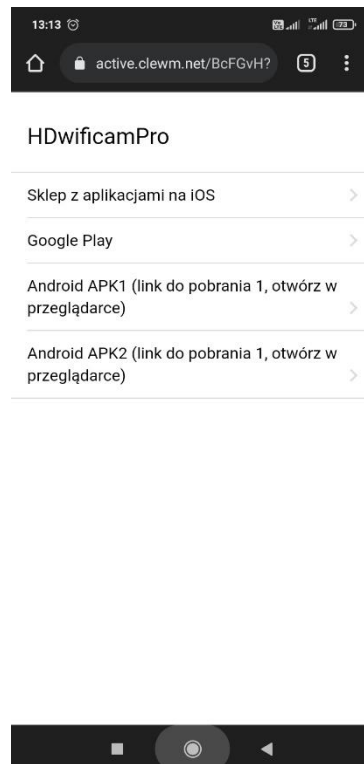 13:13
73
active.clewm.net/BcFGvH?
5
HDwificamPro
Sklep z aplikacjami na iOS
Google Play
Android APK1 (link do pobrania 1, otwórz w
przeglądarce)
Android APK2 (link do pobrania 1, otwórz w
przeglądarce)